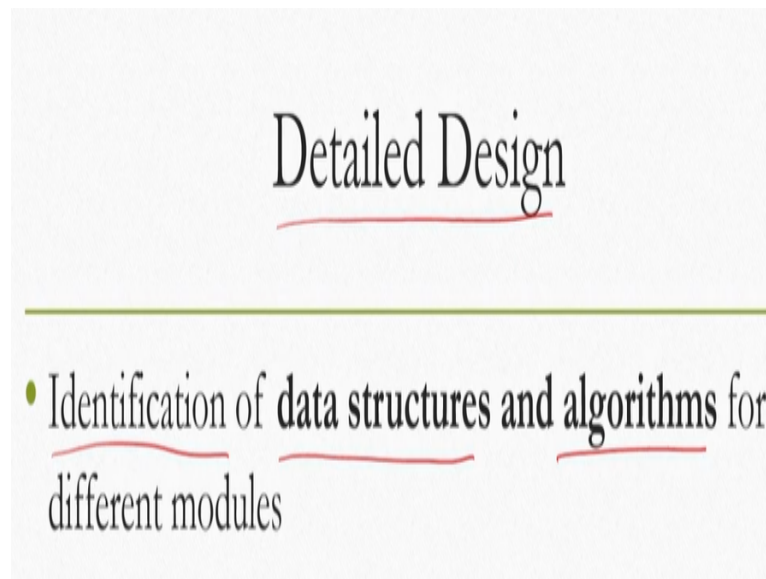 Detailed Design
Identification of data structures and algorithms for
different modules